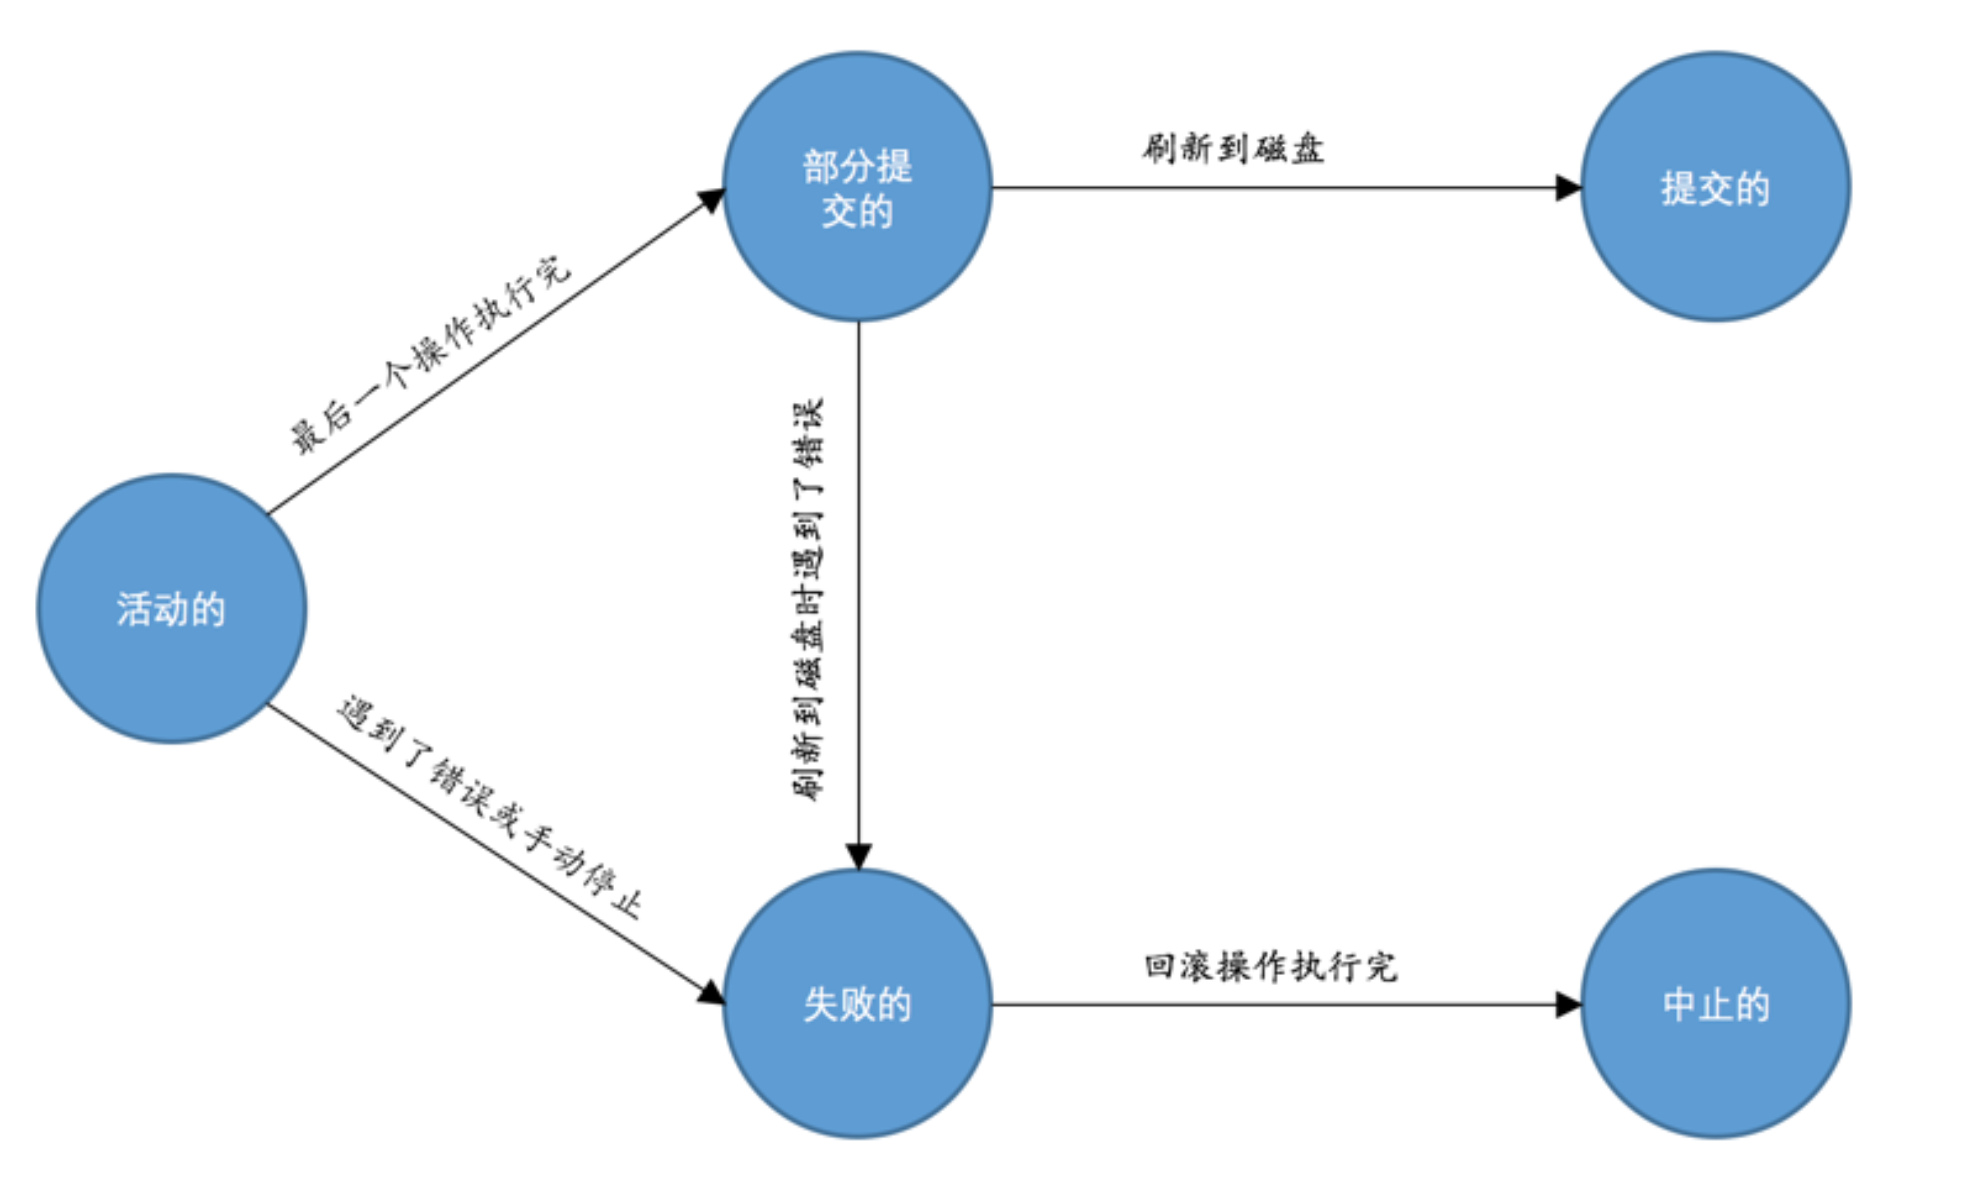 部分提
交的
刷新到磁盘
提交的
最后一个操作执行完
刷新到磁盘时遇到了错误
活动的
遇到了错误或手动停止
失败的
回滚操作执行完
中止的